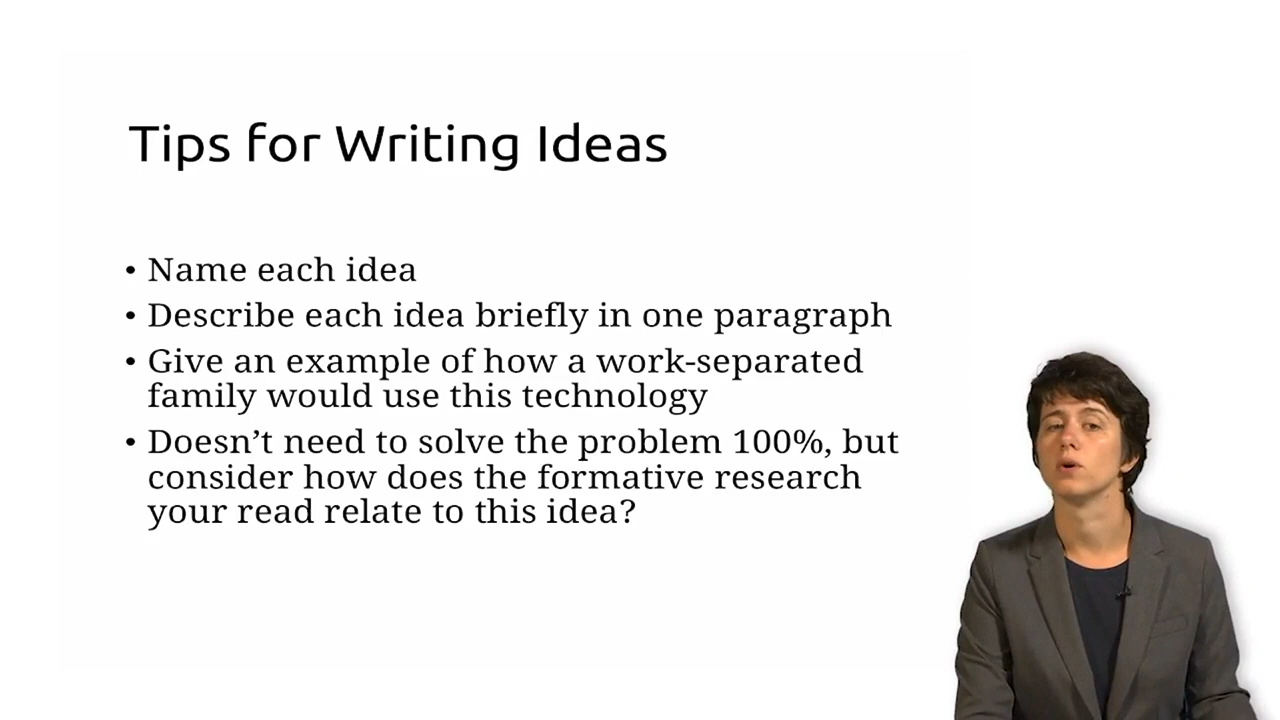 Tips for Writing Ideas
• Name each idea
• Describe each idea briefly in one paragraph
• Give an example of how a work-separated
family would use this technology
• Doesn’t need to solve the problem 100%, but
consider how does the formative research
your read relate to this idea?